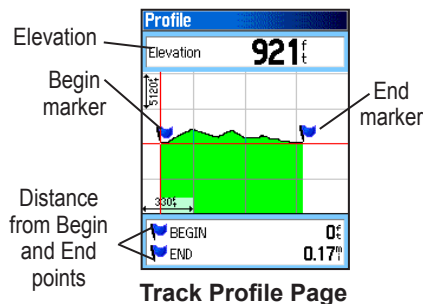 Profile
Elevation
Elevation 921 ft
Begin marker
5120 ft
End marker
330 ft
Distance from Begin and End points
BEGIN 0 ft
END 0.17 mi
Track Profile Page